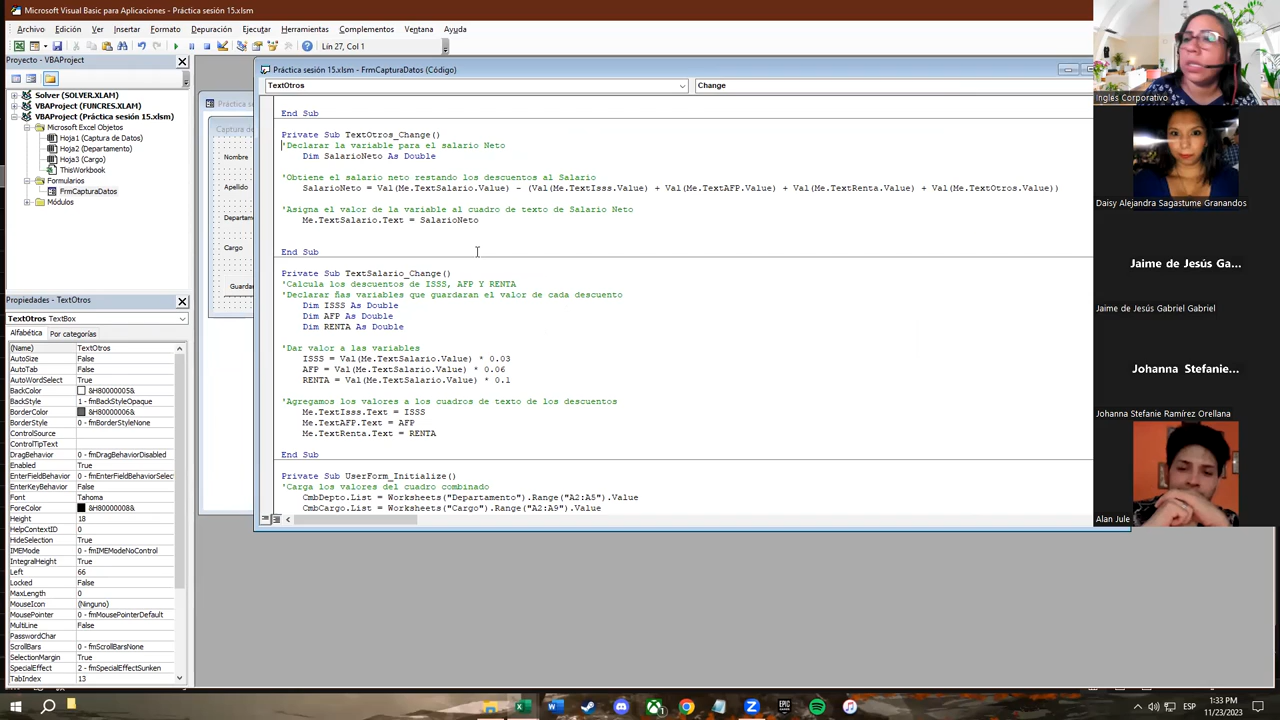 Microsoft Visual Basic para Aplicaciones - Práctica sesión 15.xlsm
Archivo Edición Ver Insertar Formato Depuración Ejecutar Herramientas Complementos Ventana Ayuda
Lín 27, Col 1
Proyecto - VBAProject
Solver (SOLVER.XLAM)
VBAProject (FUNCRES.XLAM)
VBAProject (Práctica sesión 15.xlsm)
Microsoft Excel Objetos
Hoja1 (Captura de Datos)
Hoja2 (Departamento)
Hoja3 (Cargo)
ThisWorkbook
Formularios
FrmCapturaDatos
Módulos
Propiedades - TextOtros
TextOtros TextBox
Alfabética Por categorías
(Name) TextOtros
AutoSize False
AutoTab False
AutoWordSelect True
BackColor &H80000005&
BackStyle 1 - fmBackStyleOpaque
BorderColor &H80000006&
BorderStyle 0 - fmBorderStyleNone
ControlSource
ControlTipText
DragBehavior 0 - fmDragBehaviorDisabled
Enabled True
EnterFieldBehavior 0 - fmEnterFieldBehaviorSelec
EnterKeyBehavior False
Font Tahoma
ForeColor &H80000008&
Height 18
HelpContextID 0
HideSelection True
IMEMode 0 - fmIMEModeNoControl
IntegralHeight True
Left 66
Locked False
MaxLength 0
MouseIcon (Ninguno)
MousePointer 0 - fmMousePointerDefault
MultiLine False
PasswordChar
ScrollBars 0 - fmScrollBarsNone
SelectionMargin True
SpecialEffect 2 - fmSpecialEffectSunken
TabIndex 13
Práctica s
Captura de
Nombre
Apellido
Departam
Cargo
Guardar
Práctica sesión 15.xlsm - FrmCapturaDatos (Código)
TextOtros Change
End Sub
Private Sub TextOtros_Change()
'Declarar la variable para el salario Neto
Dim SalarioNeto As Double
'Obtiene el salario neto restando los descuentos al Salario
SalarioNeto = Val(Me.TextSalario.Value) - (Val(Me.TextIsss.Value) + Val(Me.TextAFP.Value) + Val(Me.TextRenta.Value) + Val(Me.TextOtros.Value))
'Asigna el valor de la variable al cuadro de texto de Salario Neto
Me.TextSalario.Text = SalarioNeto
End Sub
Private Sub TextSalario_Change()
'Calcula los descuentos de ISSS, AFP Y RENTA
'Declarar ñas variables que guardaran el valor de cada descuento
Dim ISSS As Double
Dim AFP As Double
Dim RENTA As Double
'Dar valor a las variables
ISSS = Val(Me.TextSalario.Value) * 0.03
AFP = Val(Me.TextSalario.Value) * 0.06
RENTA = Val(Me.TextSalario.Value) * 0.1
'Agregamos los valores a los cuadros de texto de los descuentos
Me.TextIsss.Text = ISSS
Me.TextAFP.Text = AFP
Me.TextRenta.Text = RENTA
End Sub
Private Sub UserForm_Initialize()
'Carga los valores del cuadro combinado
CmbDepto.List = Worksheets("Departamento").Range("A2:A5").Value
CmbCargo.List = Worksheets("Cargo").Range("A2:A9").Value
Ingles Corporativo
Daisy Alejandra Sagastume Granandos
Jaime de Jesús Ga...
Jaime de Jesús Gabriel Gabriel
Johanna Stefanie...
Johanna Stefanie Ramírez Orellana
Alan Jule
ESP
1:33 PM
11/23/2023